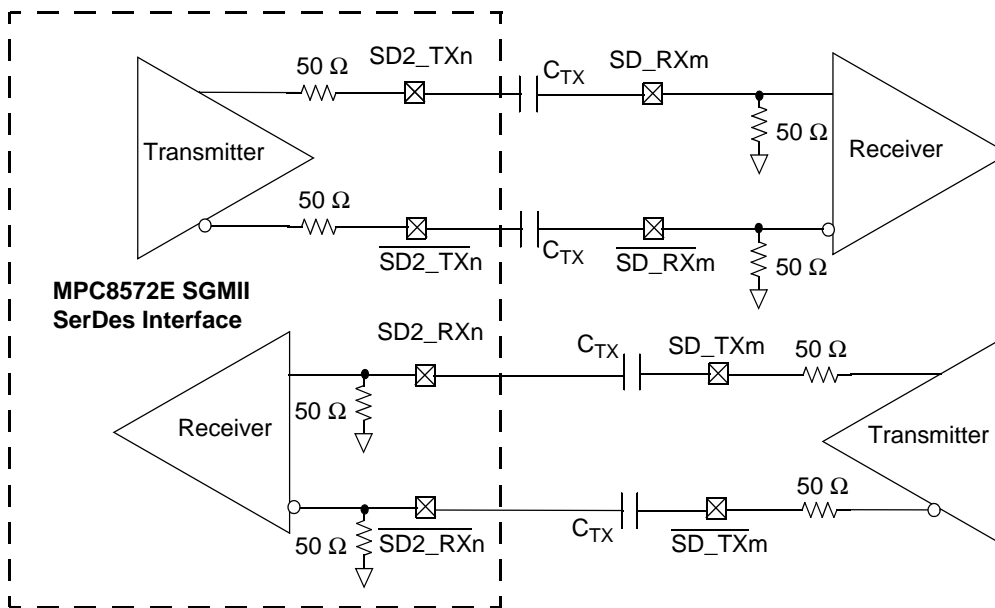 50 Ω
SD2_TXn
C_TX
SD_RXm
50 Ω
Transmitter
Receiver
50 Ω
SD2_TXn
C_TX
SD_RXm
50 Ω
MPC8572E SGMII
SerDes Interface
SD2_RXn
C_TX
SD_TXm
50 Ω
50 Ω
Receiver
Transmitter
50 Ω
50 Ω
SD2_RXn
C_TX
SD_TXm